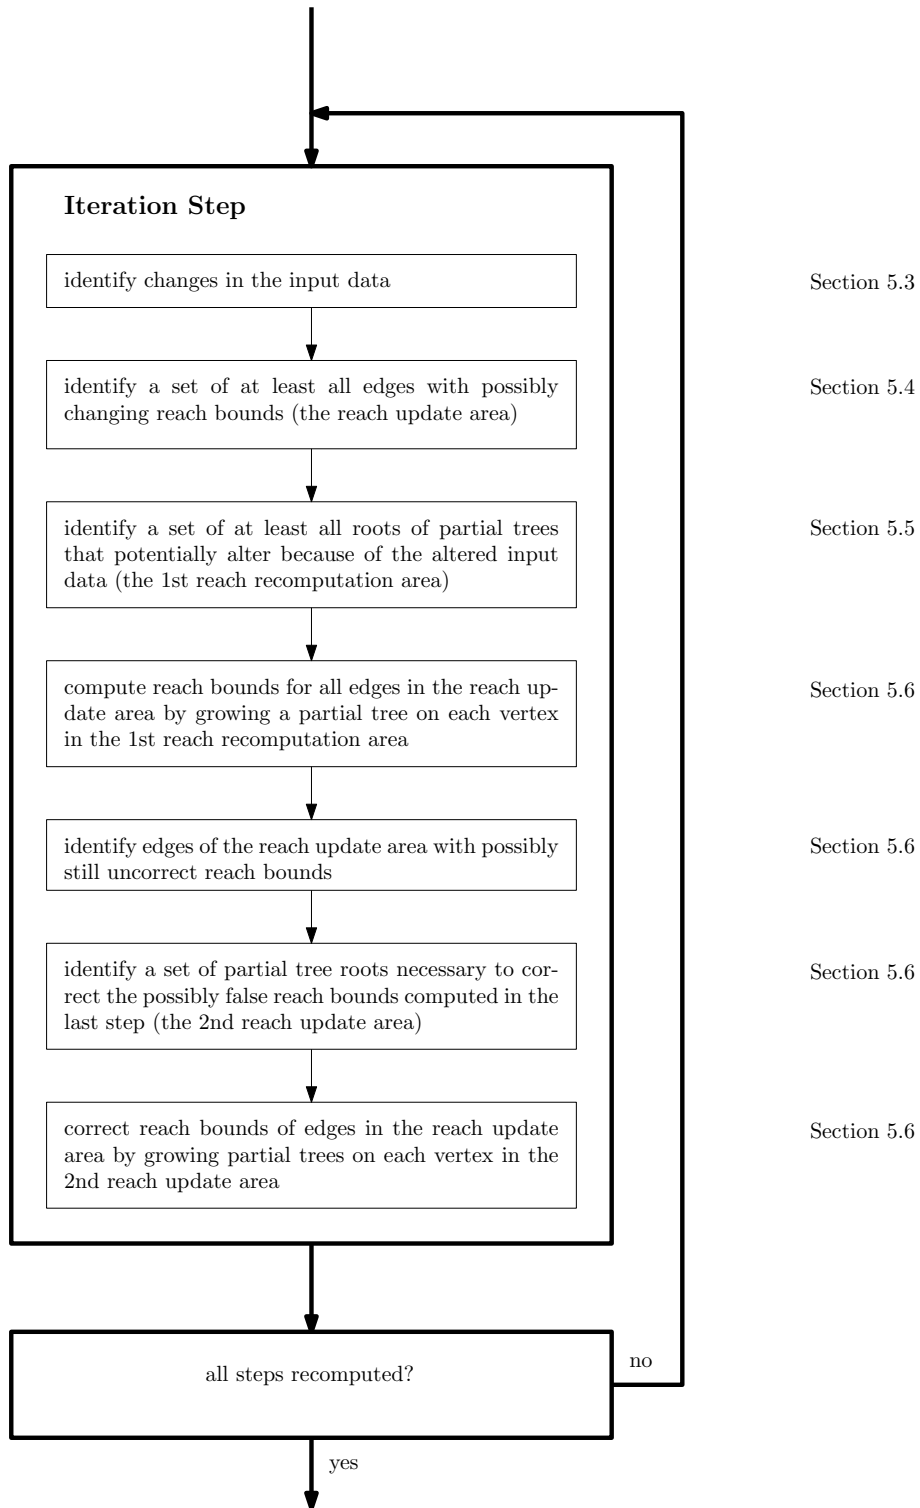 Iteration Step
identify changes in the input data
Section 5.3
identify a set of at least all edges with possibly
changing reach bounds (the reach update area)
Section 5.4
identify a set of at least all roots of partial trees
that potentially alter because of the altered input
data (the 1st reach recomputation area)
Section 5.5
compute reach bounds for all edges in the reach up-
date area by growing a partial tree on each vertex
in the 1st reach recomputation area
Section 5.6
identify edges of the reach update area with possibly
still uncorrect reach bounds
Section 5.6
identify a set of partial tree roots necessary to cor-
rect the possibly false reach bounds computed in the
last step (the 2nd reach update area)
Section 5.6
correct reach bounds of edges in the reach update
area by growing partial trees on each vertex in the
2nd reach update area
Section 5.6
all steps recomputed?
no
yes